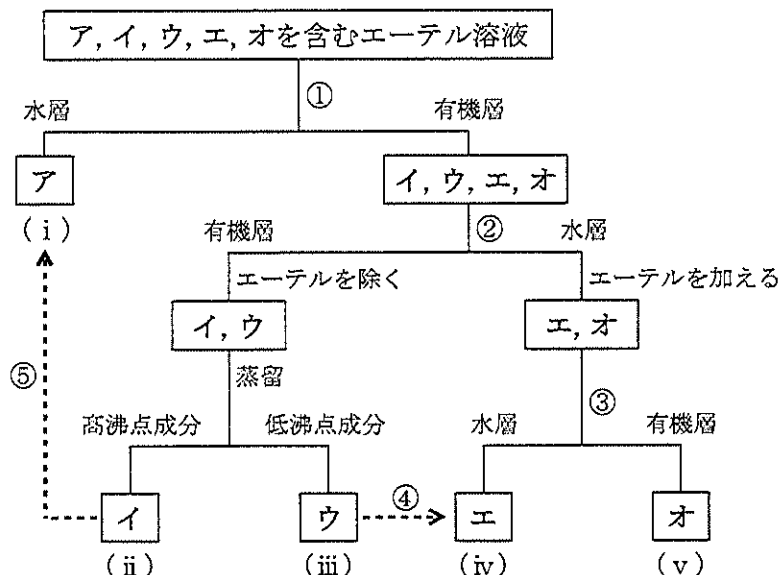 ア, イ, ウ, エ, オを含むエーテル溶液
①
水層 有機層
ア イ, ウ, エ, オ
(ⅰ)
有機層 ② 水層
エーテルを除く エーテルを加える
イ, ウ エ, オ
⑤ 蒸留 ③
高沸点成分 低沸点成分 水層 有機層
イ ウ ④ エ オ
(ⅱ) (ⅲ) (ⅳ) (ⅴ)